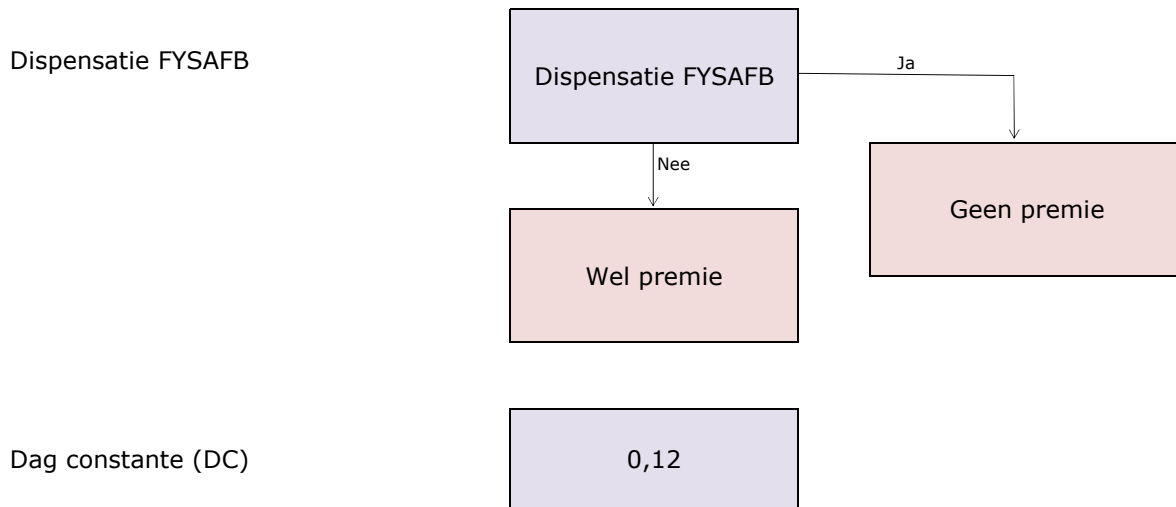 Dispensatie FYSAFB
Dispensatie FYSAFB
Ja
Nee
Geen premie
Wel premie
Dag constante (DC)
0,12